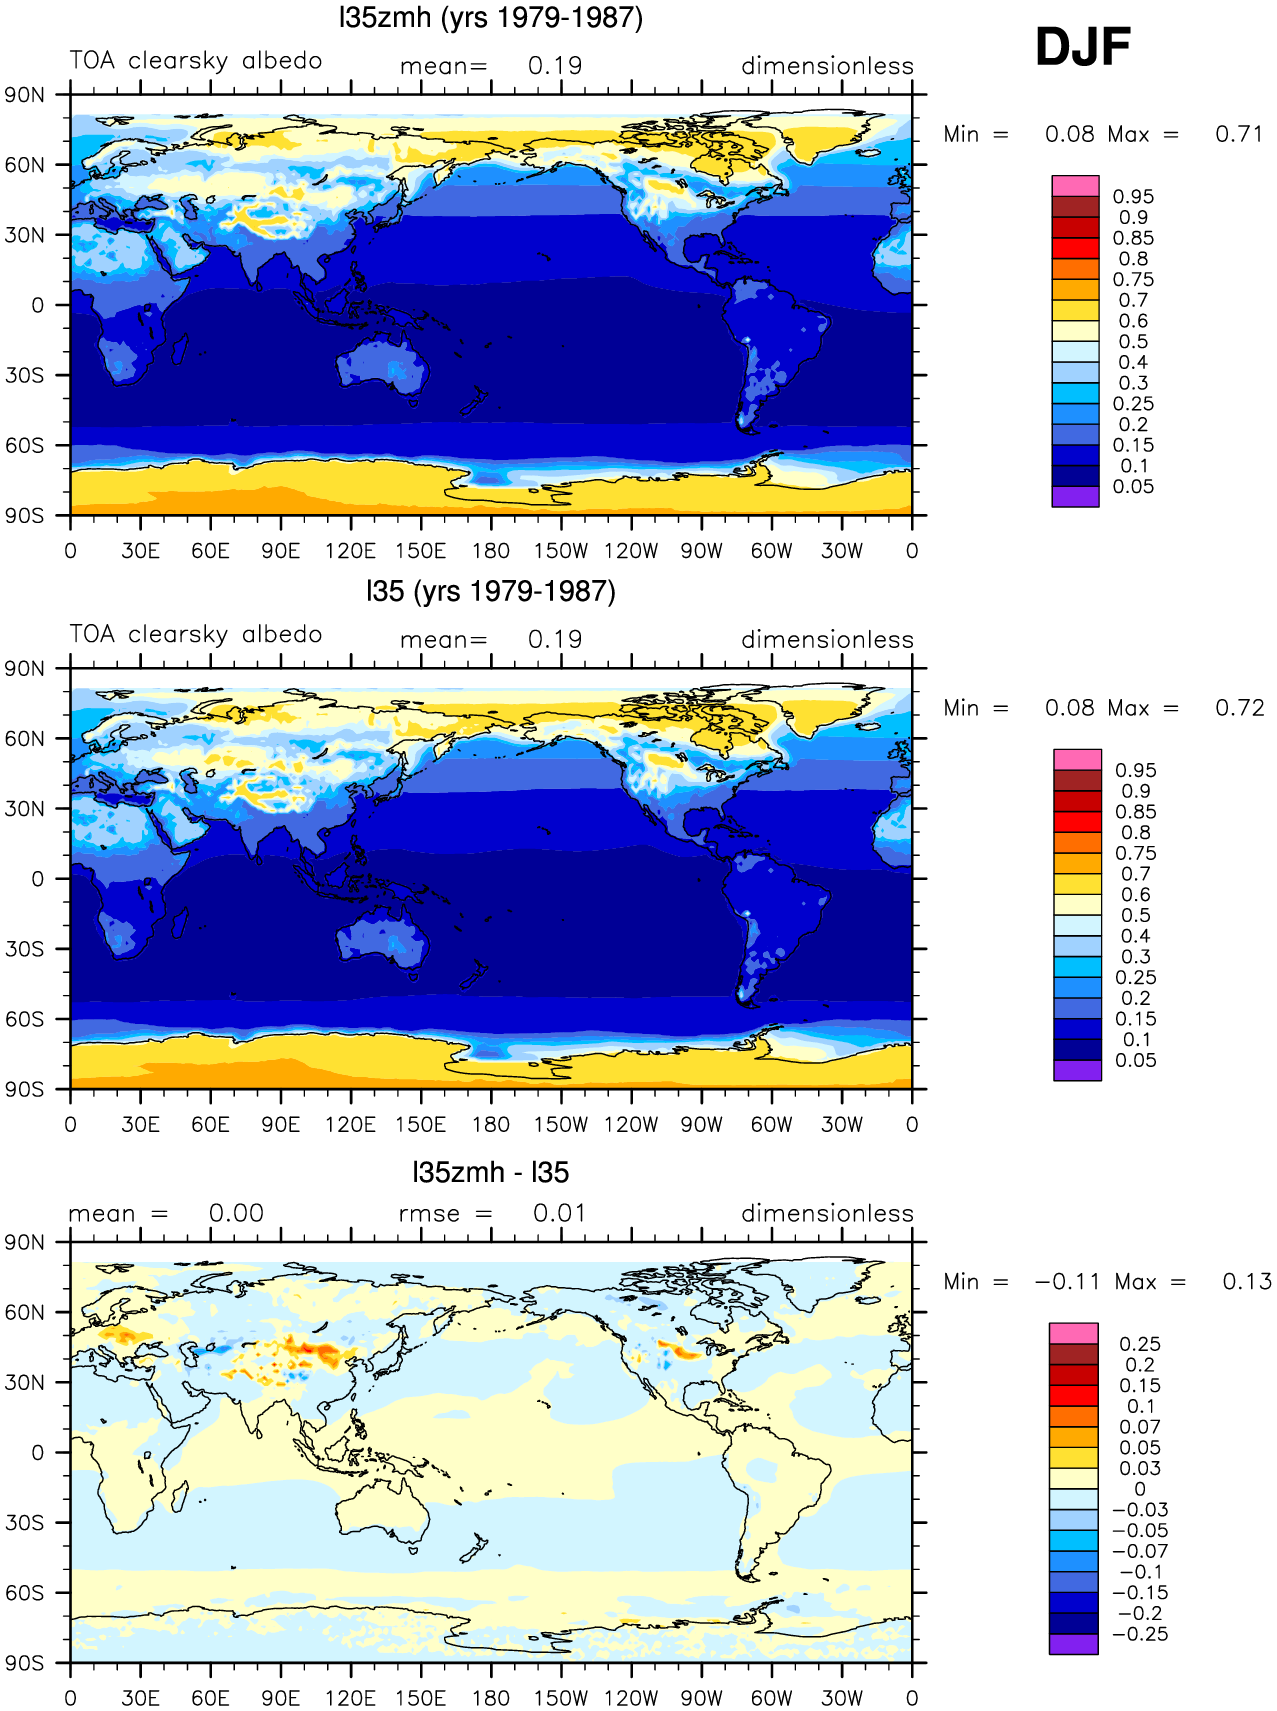 l35zmh (yrs 1979-1987)
DJF
TOA clearsky albedo mean= 0.19 dimensionless
Min = 0.08 Max = 0.71
90N
60N
30N
0
30S
60S
90S
0 30E 60E 90E 120E 150E 180 150W 120W 90W 60W 30W 0
0.95
0.9
0.85
0.8
0.75
0.7
0.6
0.5
0.4
0.3
0.25
0.2
0.15
0.1
0.05
l35 (yrs 1979-1987)
TOA clearsky albedo mean= 0.19 dimensionless
Min = 0.08 Max = 0.72
90N
60N
30N
0
30S
60S
90S
0 30E 60E 90E 120E 150E 180 150W 120W 90W 60W 30W 0
0.95
0.9
0.85
0.8
0.75
0.7
0.6
0.5
0.4
0.3
0.25
0.2
0.15
0.1
0.05
l35zmh - l35
mean = 0.00 rmse = 0.01 dimensionless
Min = -0.11 Max = 0.13
90N
60N
30N
0
30S
60S
90S
0 30E 60E 90E 120E 150E 180 150W 120W 90W 60W 30W 0
0.25
0.2
0.15
0.1
0.07
0.05
0.03
0
-0.03
-0.05
-0.07
-0.1
-0.15
-0.2
-0.25